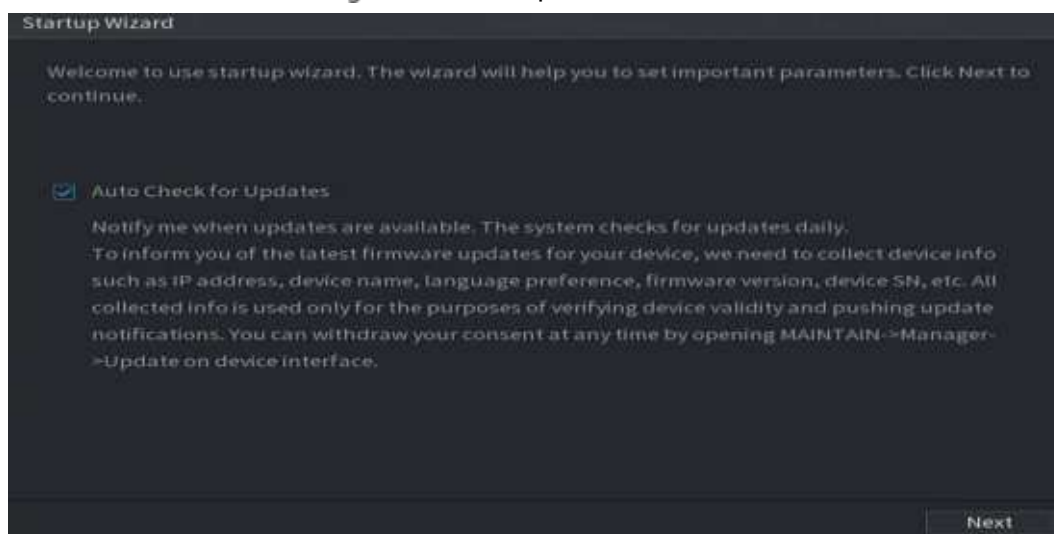 Startup Wizard
Welcome to use startup wizard. The wizard will help you to set important parameters. Click Next to
continue.
Auto Check for Updates
Notify me when updates are available. The system checks for updates daily.
To inform you of the latest firmware updates for your device, we need to collect device info
such as IP address, device name, language preference, firmware version, device SN, etc. All
collected info is used only for the purposes of verifying device validity and pushing update
notifications. You can withdraw your consent at any time by opening MAINTAIN->Manager-
>Update on device interface.
Next